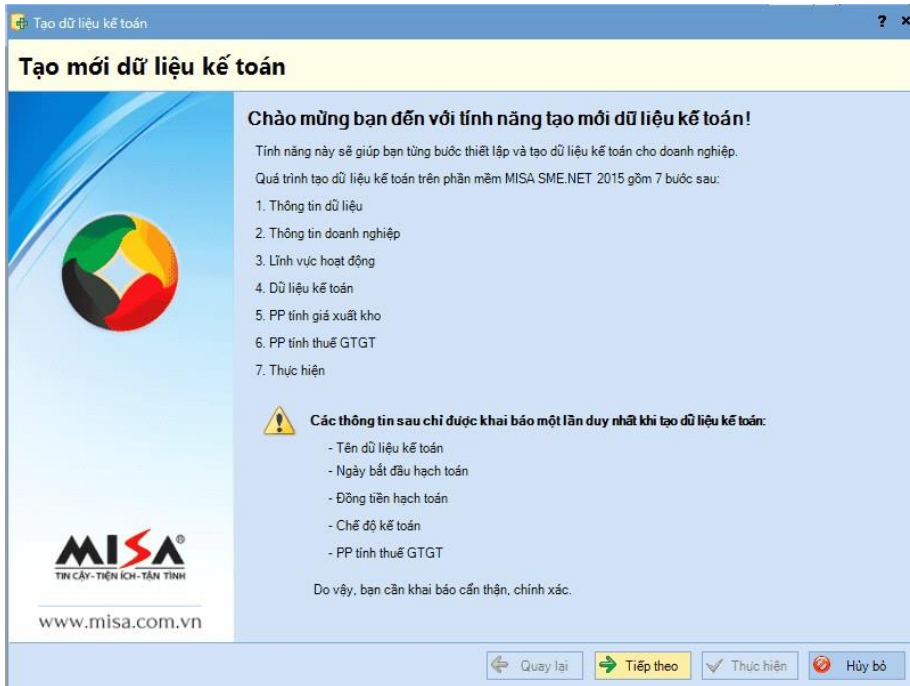 Tạo dữ liệu kế toán
? ×
Tạo mới dữ liệu kế toán
Chào mừng bạn đến với tính năng tạo mới dữ liệu kế toán!
Tính năng này sẽ giúp bạn từng bước thiết lập và tạo dữ liệu kế toán cho doanh nghiệp.
Quá trình tạo dữ liệu kế toán trên phần mềm MISA SME.NET 2015 gồm 7 bước sau:
1. Thông tin dữ liệu
2. Thông tin doanh nghiệp
3. Lĩnh vực hoạt động
4. Dữ liệu kế toán
5. PP tính giá xuất kho
6. PP tính thuế GTGT
7. Thực hiện
Các thông tin sau chỉ được khai báo một lần duy nhất khi tạo dữ liệu kế toán:
- Tên dữ liệu kế toán
- Ngày bắt đầu hạch toán
- Đồng tiền hạch toán
- Chế độ kế toán
- PP tính thuế GTGT
Do vậy, bạn cần khai báo cẩn thận, chính xác.
MISA®
TIN CẬY-TIỆN ÍCH-TẬN TÌNH
www.misa.com.vn
Quay lại
Tiếp theo
Thực hiện
Hủy bỏ